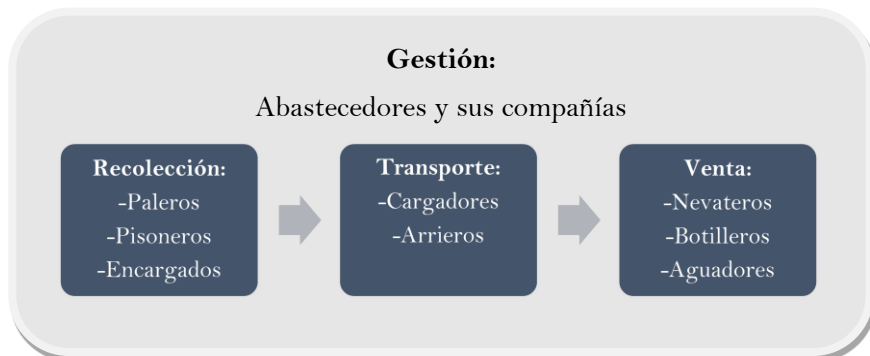 Gestión:
Abastecedores y sus compañías
Recolección:
-Paleros
-Pisoneros
-Encargados
Transporte:
-Cargadores
-Arrieros
Venta:
-Nevateros
-Botilleros
-Aguadores